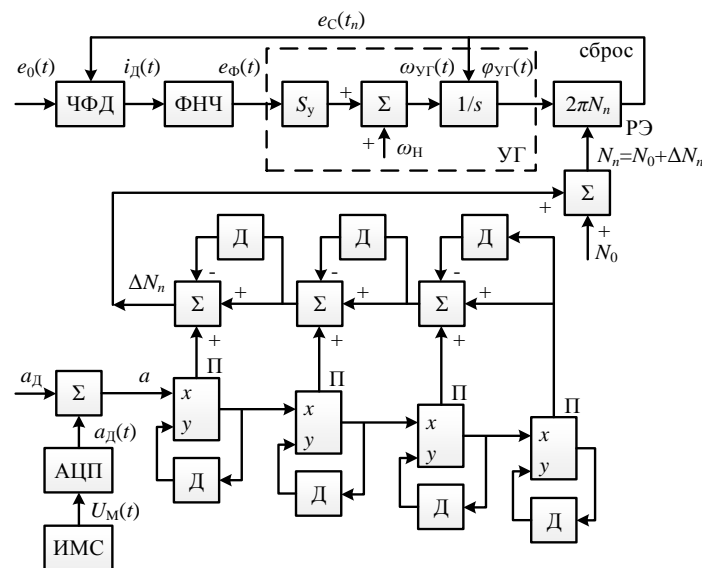 e_C(t_n)
сброс
e_0(t)
i_Д(t)
e_Ф(t)
ω_УГ(t)
φ_УГ(t)
ЧФД
ФНЧ
S_у
+
Σ
1/s
2πN_n
РЭ
+
ω_Н
УГ
N_n=N_0+ΔN_n
Σ
+
+
N_0
Д
Д
Д
-
-
-
ΔN_n
Σ
+
Σ
+
Σ
+
+
+
+
П
П
П
П
a_Д
Σ
a
x
y
x
y
x
y
x
y
a_Д(t)
АЦП
Д
Д
Д
Д
U_М(t)
ИМС